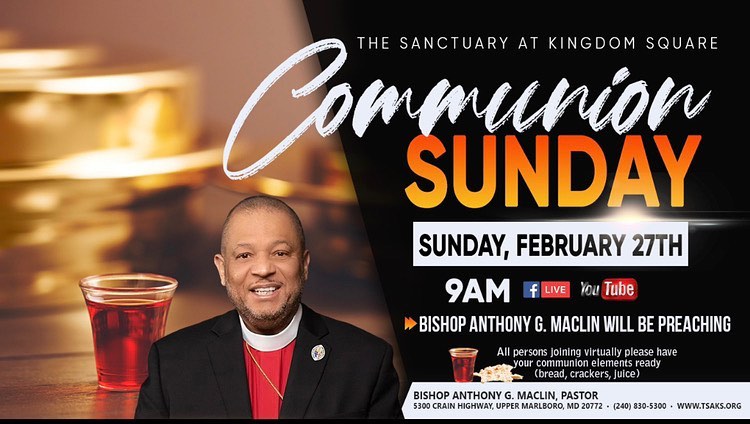 THE SANCTUARY AT KINGDOM SQUARE
Communion
SUNDAY
SUNDAY, FEBRUARY 27TH
9AM f LIVE YouTube
BISHOP ANTHONY G. MACLIN WILL BE PREACHING
All persons joining virtually please have
your communion elements ready
(bread, crackers, juice)
BISHOP ANTHONY G. MACLIN, PASTOR
5300 CRAIN HIGHWAY, UPPER MARLBORO, MD 20772 • (240) 830-5300 • WWW.TSAKS.ORG